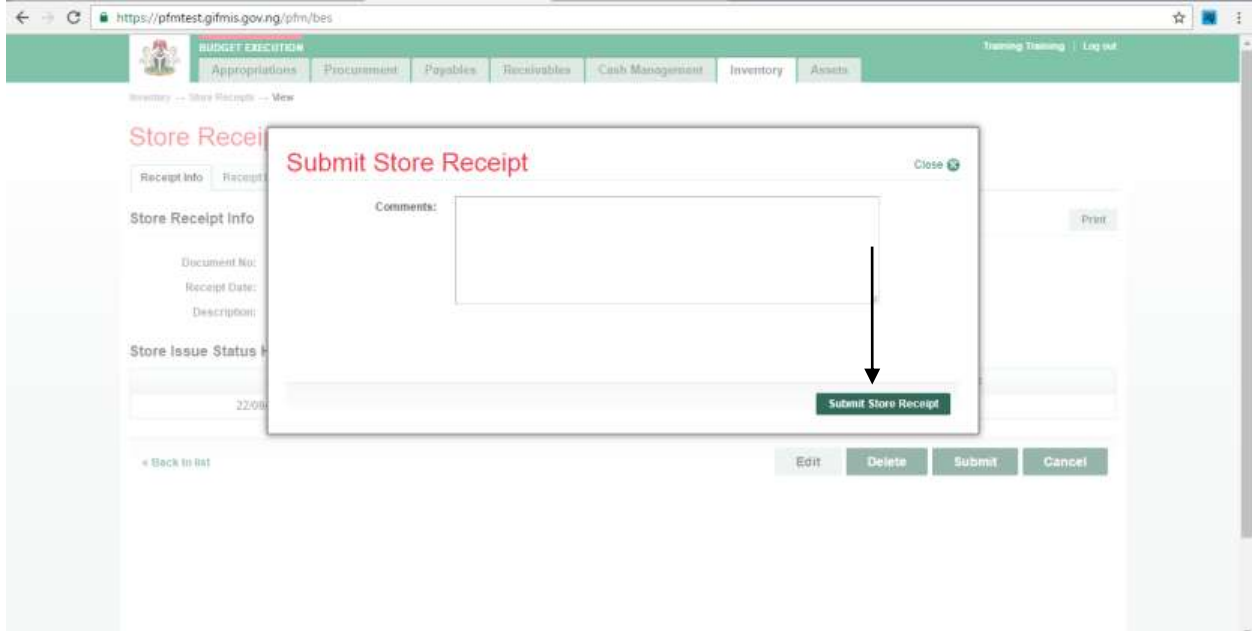 https://pfmtest.gifmis.gov.ng/pfm/bes
BUDGET EXECUTION
Training Training | Log out
Appropriations Procurement Payables Receivables Cash Management Inventory Assets
Inventory -- Store Receipts -- View
Store Receip
Submit Store Receipt
Close
Receipt Info Receipt
Comments:
Store Receipt Info
Print
Document No:
Receipt Date:
Description:
Store Issue Status H
22/09
Submit Store Receipt
« Back to list
Edit Delete Submit Cancel